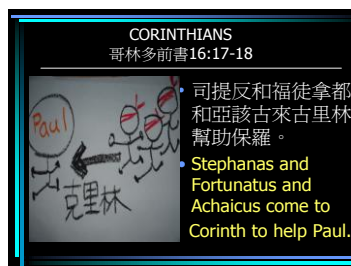 CORINTHIANS
哥林多前書16:17-18
Paul
克里林
司提反和福徒拿都
和亞該古來古里林
幫助保羅。
Stephanas and
Fortunatus and
Achaicus come to
Corinth to help Paul.